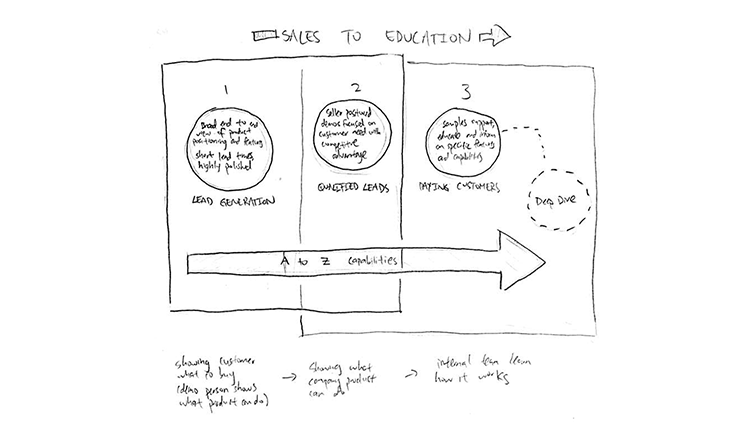 SALES TO EDUCATION
1
Broad end to end
view of product
positioning and features
short lead times
highly polished
LEAD GENERATION
2
Seller postured
demos focused on
customer need with
competitive
advantage
QUALIFIED LEADS
3
samples support,
educate and inform
on specific features
and capabilities
PAYING CUSTOMERS
Deep Dive
A to Z capabilities
showing customer
what to buy
(demo person shows
what product can do)
→ showing what
company product
can do
→ internal team learn
how it works